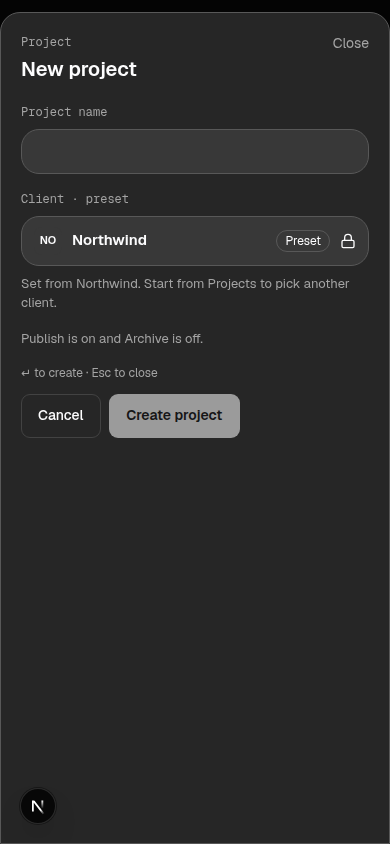 Project
Close
New project
Project name
Client · preset
NO Northwind Preset
Set from Northwind. Start from Projects to pick another
client.
Publish is on and Archive is off.
↵ to create · Esc to close
Cancel Create project
N